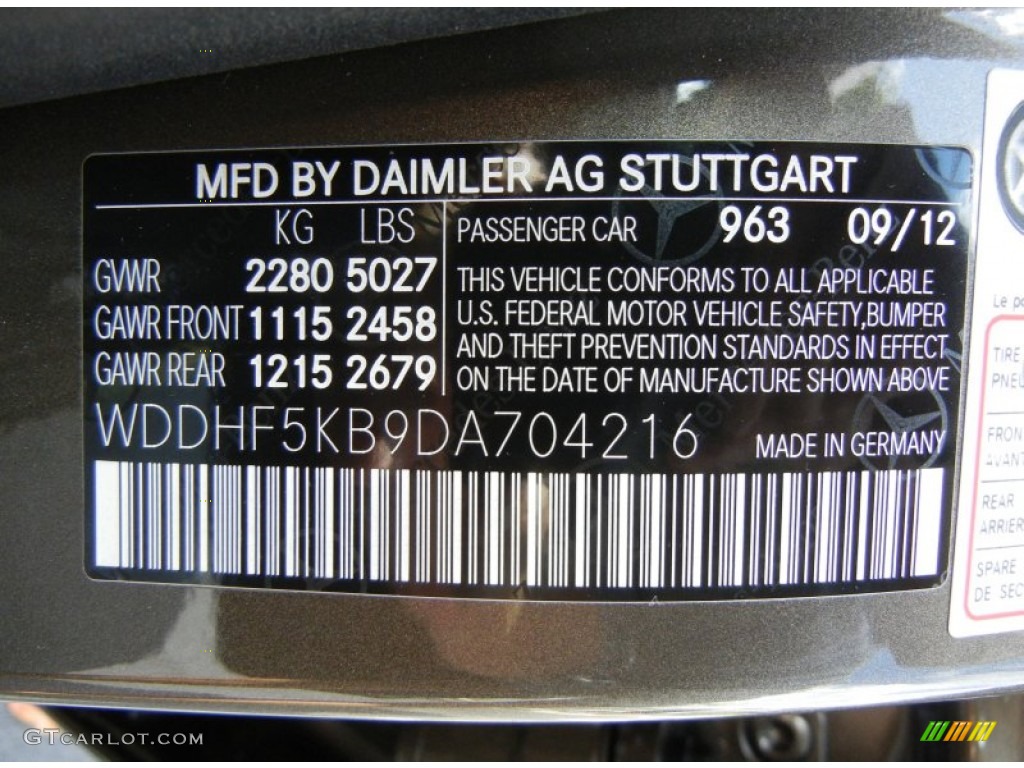 MFD BY DAIMLER AG STUTTGART
KG LBS
GVWR 2280 5027
GAWR FRONT 1115 2458
GAWR REAR 1215 2679
PASSENGER CAR 963 09/12
THIS VEHICLE CONFORMS TO ALL APPLICABLE
U.S. FEDERAL MOTOR VEHICLE SAFETY,BUMPER
AND THEFT PREVENTION STANDARDS IN EFFECT
ON THE DATE OF MANUFACTURE SHOWN ABOVE
WDDHF5KB9DA704216 MADE IN GERMANY
Le
TIRE
FRONT
REAR
SPARE
GTCARLOT.COM